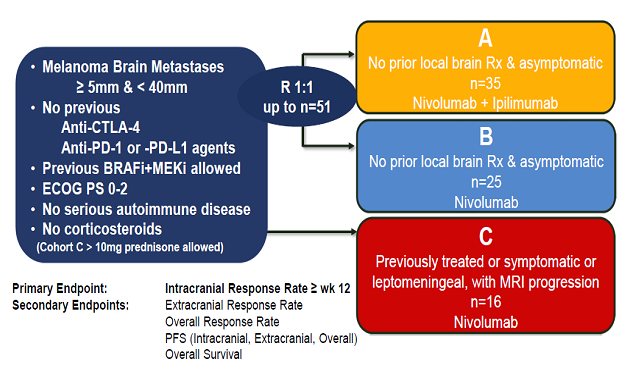 Melanoma Brain Metastases
≥ 5mm & < 40mm
No previous
Anti-CTLA-4
Anti-PD-1 or -PD-L1 agents
Previous BRAFi+MEKi allowed
ECOG PS 0-2
No serious autoimmune disease
No corticosteroids
(Cohort C > 10mg prednisone allowed)
R 1:1
up to n=51
A
No prior local brain Rx & asymptomatic
n=35
Nivolumab + Ipilimumab
B
No prior local brain Rx & asymptomatic
n=25
Nivolumab
C
Previously treated or symptomatic or
leptomeningeal, with MRI progression
n=16
Nivolumab
Primary Endpoint: Intracranial Response Rate ≥ wk 12
Secondary Endpoints: Extracranial Response Rate
Overall Response Rate
PFS (Intracranial, Extracranial, Overall)
Overall Survival